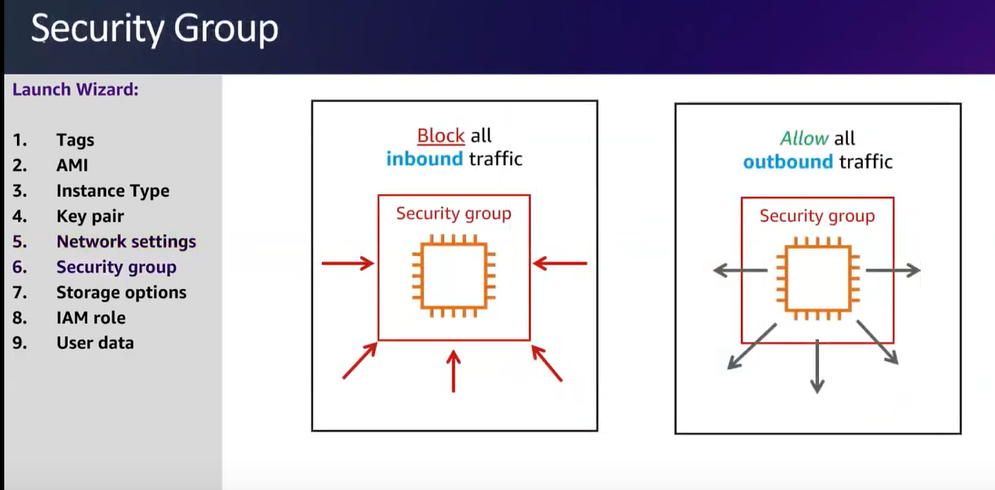 Security Group
Launch Wizard:
1. Tags
2. AMI
3. Instance Type
4. Key pair
5. Network settings
6. Security group
7. Storage options
8. IAM role
9. User data
Block all
inbound traffic
Security group
Allow all
outbound traffic
Security group